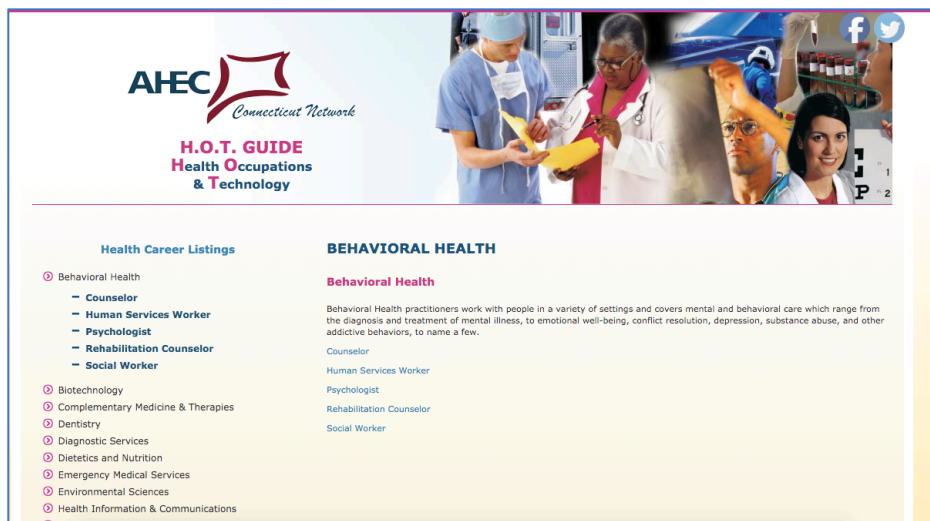 AHEC
Connecticut Network
H.O.T. GUIDE
Health Occupations
& Technology
P 2
1
Health Career Listings
Behavioral Health
– Counselor
– Human Services Worker
– Psychologist
– Rehabilitation Counselor
– Social Worker
Biotechnology
Complementary Medicine & Therapies
Dentistry
Diagnostic Services
Dietetics and Nutrition
Emergency Medical Services
Environmental Sciences
Health Information & Communications
BEHAVIORAL HEALTH
Behavioral Health
Behavioral Health practitioners work with people in a variety of settings and covers mental and behavioral care which range from
the diagnosis and treatment of mental illness, to emotional well-being, conflict resolution, depression, substance abuse, and other
addictive behaviors, to name a few.
Counselor
Human Services Worker
Psychologist
Rehabilitation Counselor
Social Worker